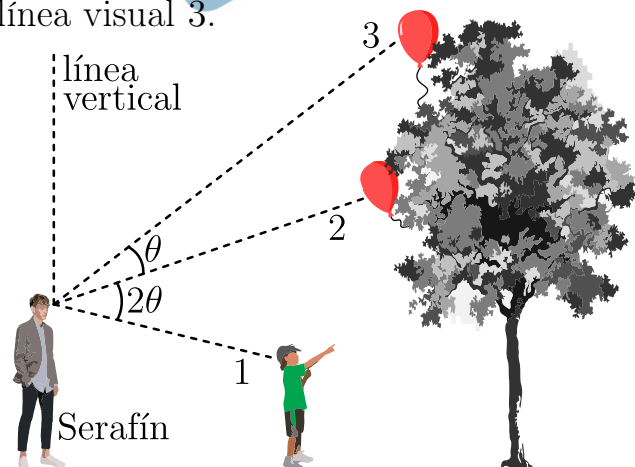 línea visual 3.
línea
vertical
3
θ
2
2θ
1
Serafín